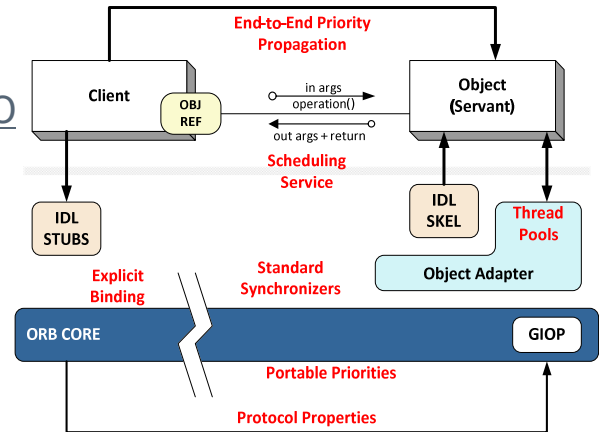 End-to-End Priority
Propagation
Client
Object
(Servant)
OBJ
REF
in args
operation()
out args + return
Scheduling
Service
IDL
STUBS
IDL
SKEL
Thread
Pools
Object Adapter
Explicit
Binding
Standard
Synchronizers
ORB CORE
GIOP
Portable Priorities
Protocol Properties